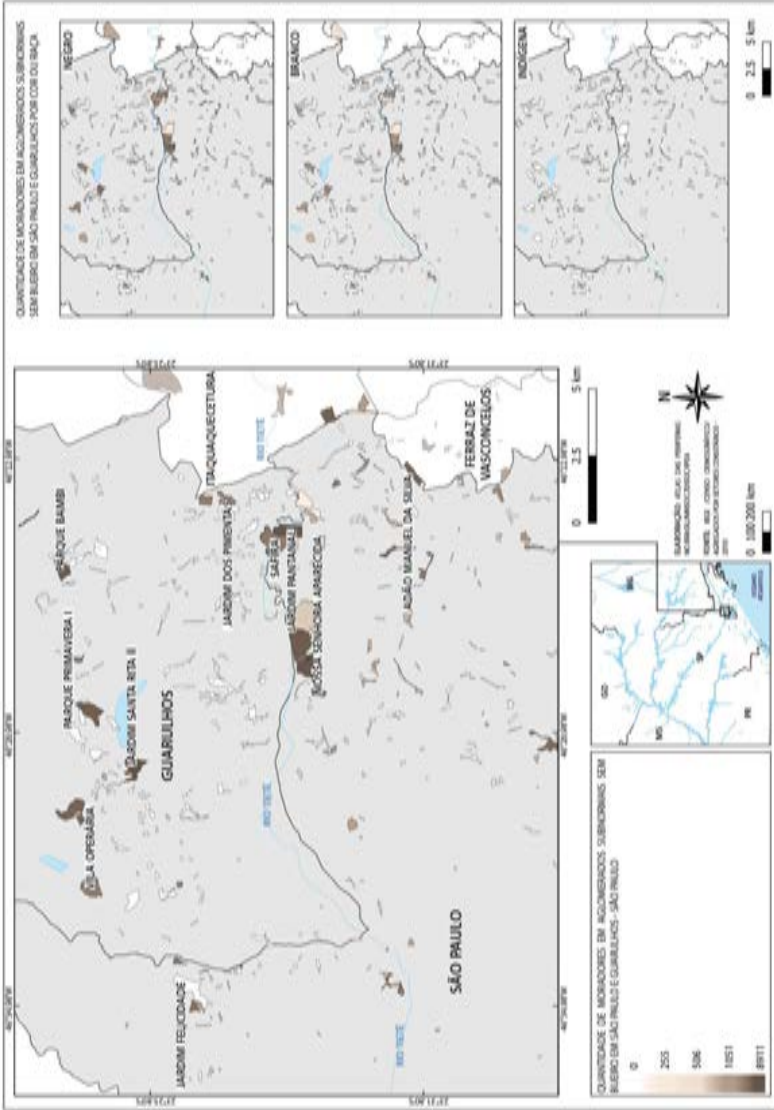 QUANTIDADE DE MORADORES EM AGLOMERADOS SUBNORMAIS
SEM BUEIRO EM SÃO PAULO E GUARULHOS POR COR OU RAÇA
NEGRO
BRANCO
INDÍGENA
0 2.5 5 km
PARQUE BAMBI
PARQUE PRIMAVERA I
JARDIM SANTA RITA II
VILA OPERÁRIA
GUARULHOS
JARDIM FELICIDADE
ITAQUAQUECETURA
JARDIM DOS PIMENTAS
SAFIRA
JARDIM PANTANAL
NOSSA SENHORA APARECIDA
RIO TIETÊ
RIO TIETÊ
RIO TIETÊ
ADÃO MANUEL DA SILVA
FERRAZ DE
VASCONCELOS
SÃO PAULO
0 2.5 5 km
QUANTIDADE DE MORADORES EM AGLOMERADOS SUBNORMAIS SEM
BUEIRO EM SÃO PAULO E GUARULHOS - SÃO PAULO
0
255
506
1051
8911
GO
MG
MS
SP
PR
N
0 100 200 km